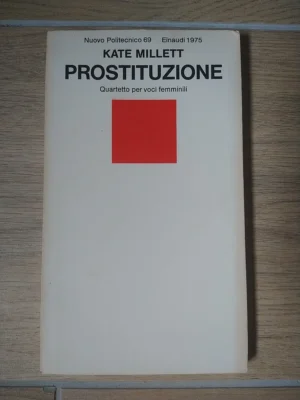 Nuovo Politecnico 69 Einaudi 1975
KATE MILLETT
PROSTITUZIONE
Quartetto per voci femminili